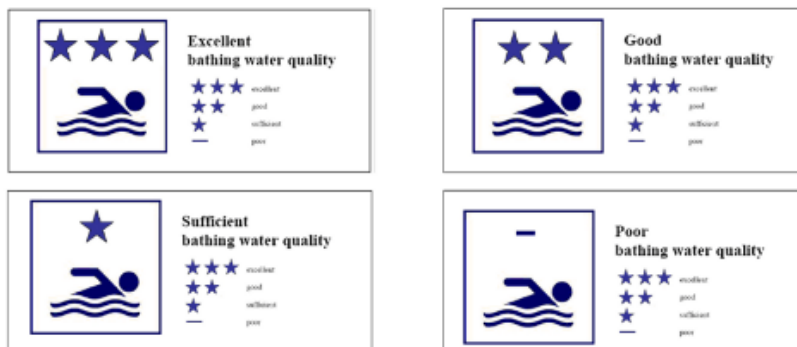 Excellent
bathing water quality
excellent
good
sufficient
poor
Good
bathing water quality
excellent
good
sufficient
poor
Sufficient
bathing water quality
excellent
good
sufficient
poor
Poor
bathing water quality
excellent
good
sufficient
poor